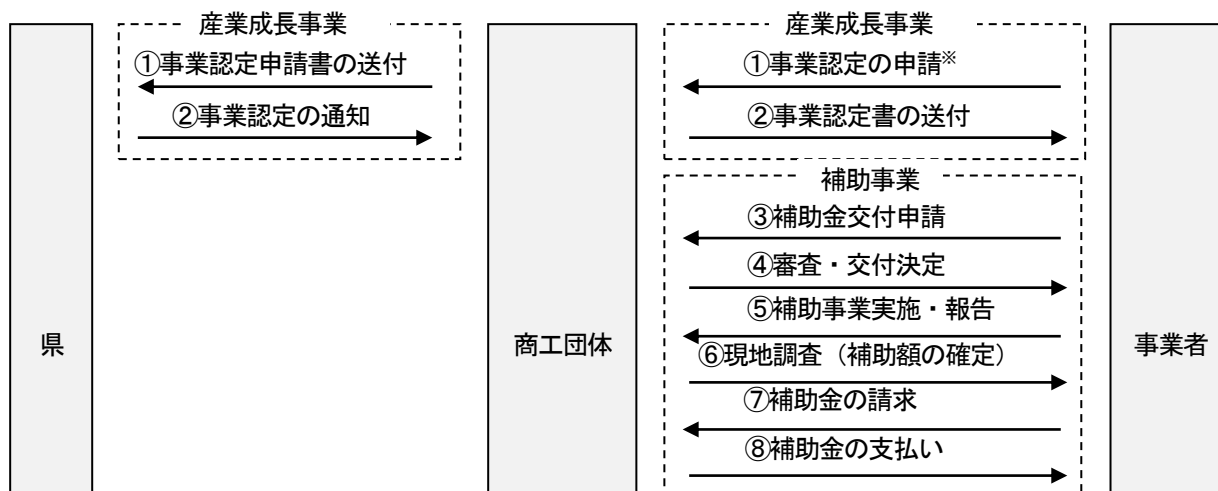 産業成長事業
①事業認定申請書の送付
②事業認定の通知
産業成長事業
①事業認定の申請※
②事業認定書の送付
補助事業
③補助金交付申請
④審査・交付決定
⑤補助事業実施・報告
⑥現地調査（補助額の確定）
⑦補助金の請求
⑧補助金の支払い
県
商工団体
事業者